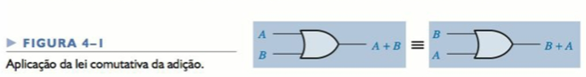 ▶ FIGURA 4–1
Aplicação da lei comutativa da adição.
A
B
A + B
≡
B
A
B + A